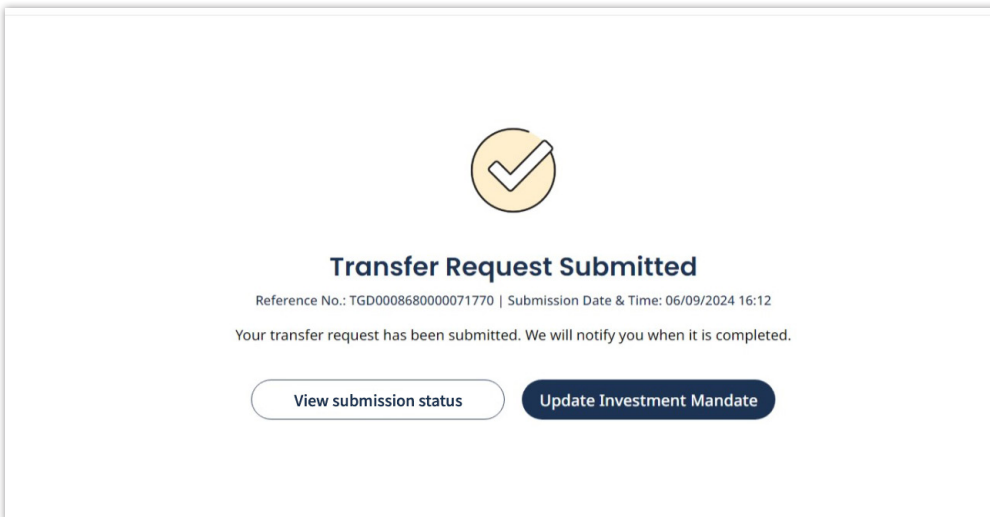 Transfer Request Submitted
Reference No.: TGD0008680000071770 | Submission Date & Time: 06/09/2024 16:12
Your transfer request has been submitted. We will notify you when it is completed.
View submission status
Update Investment Mandate